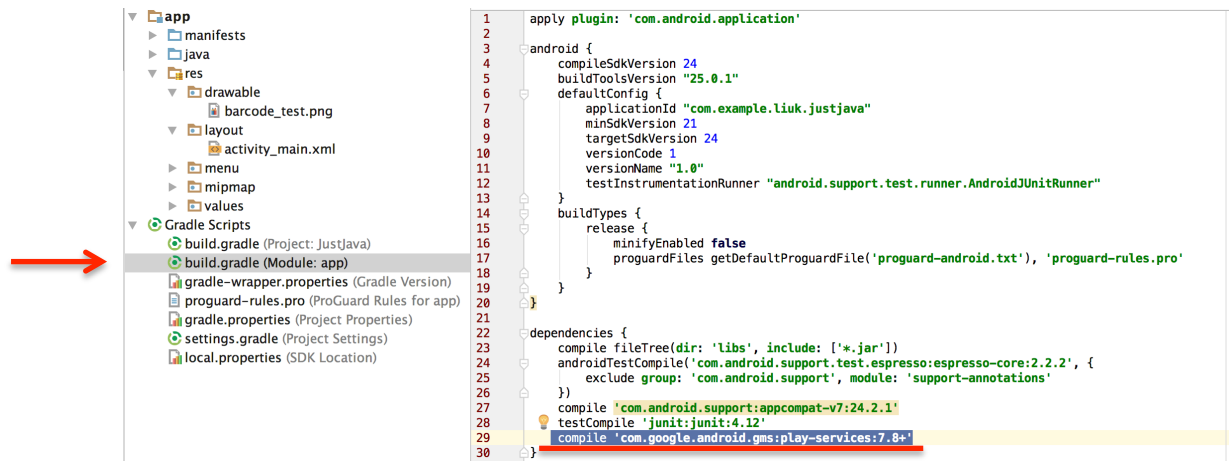 app
manifests
java
res
drawable
barcode_test.png
layout
activity_main.xml
menu
mipmap
values
Gradle Scripts
build.gradle (Project: JustJava)
build.gradle (Module: app)
gradle-wrapper.properties (Gradle Version)
proguard-rules.pro (ProGuard Rules for app)
gradle.properties (Project Properties)
settings.gradle (Project Settings)
local.properties (SDK Location)
1 apply plugin: 'com.android.application'
2
3 android {
4 compileSdkVersion 24
5 buildToolsVersion "25.0.1"
6 defaultConfig {
7 applicationId "com.example.liuk.justjava"
8 minSdkVersion 21
9 targetSdkVersion 24
10 versionCode 1
11 versionName "1.0"
12 testInstrumentationRunner "android.support.test.runner.AndroidJUnitRunner"
13 }
14 buildTypes {
15 release {
16 minifyEnabled false
17 proguardFiles getDefaultProguardFile('proguard-android.txt'), 'proguard-rules.pro'
18 }
19 }
20 }
21
22 dependencies {
23 compile fileTree(dir: 'libs', include: ['*.jar'])
24 androidTestCompile('com.android.support.test.espresso:espresso-core:2.2.2', {
25 exclude group: 'com.android.support', module: 'support-annotations'
26 })
27 compile 'com.android.support:appcompat-v7:24.2.1'
28 testCompile 'junit:junit:4.12'
29 compile 'com.google.android.gms:play-services:7.8+'
30 }